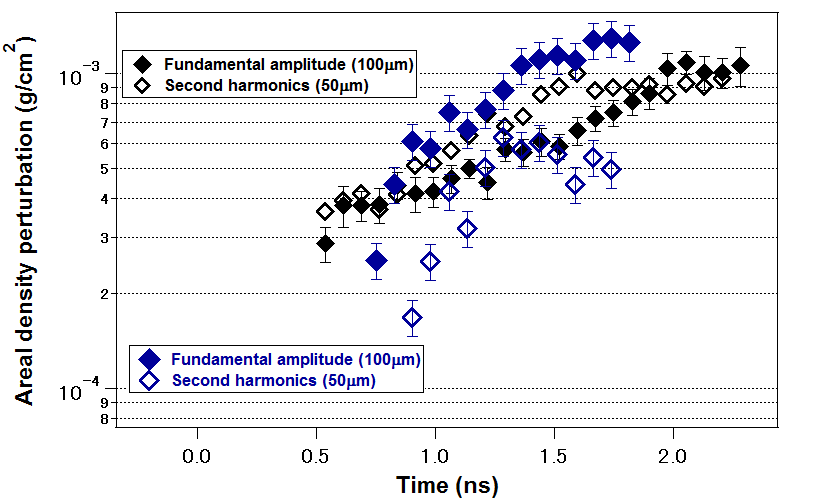 Areal density perturbation (g/cm²)
10⁻³
9
8
7
6
5
4
3
2
10⁻⁴
9
8
Fundamental amplitude (100μm)
Second harmonics (50μm)
Fundamental amplitude (100μm)
Second harmonics (50μm)
0.0 0.5 1.0 1.5 2.0
Time (ns)